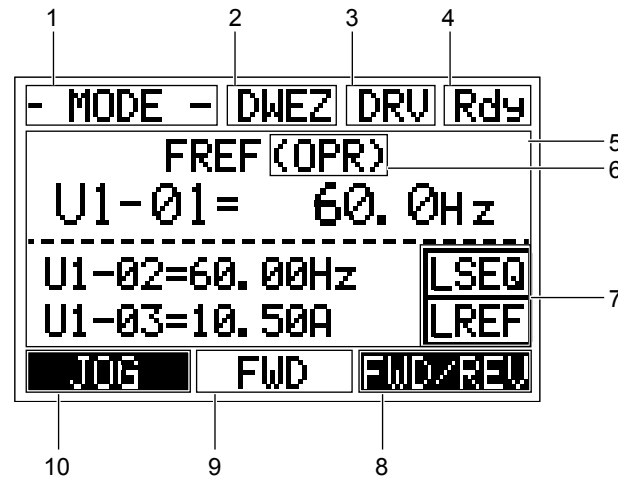 1 2 3 4
- MODE - DWEZ DRV Rdy
5
FREF (OPR)
6
U1-01= 60.0Hz
U1-02=60.00Hz LSEQ
7
U1-03=10.50A LREF
JOG FWD FWD/REV
10 9 8